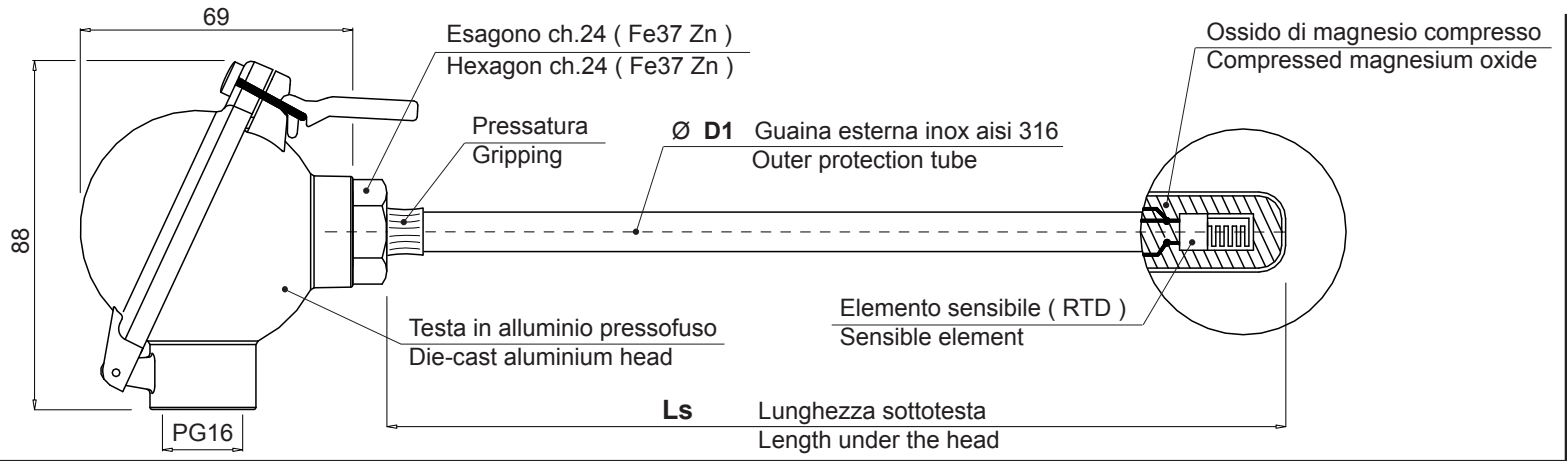 69
Esagono ch.24 ( Fe37 Zn )
Hexagon ch.24 ( Fe37 Zn )
Ossido di magnesio compresso
Compressed magnesium oxide
Pressatura
Gripping
Ø D1 Guaina esterna inox aisi 316
Outer protection tube
88
Elemento sensibile ( RTD )
Sensible element
Testa in alluminio pressofuso
Die-cast aluminium head
Ls Lunghezza sottotesta
Length under the head
PG16